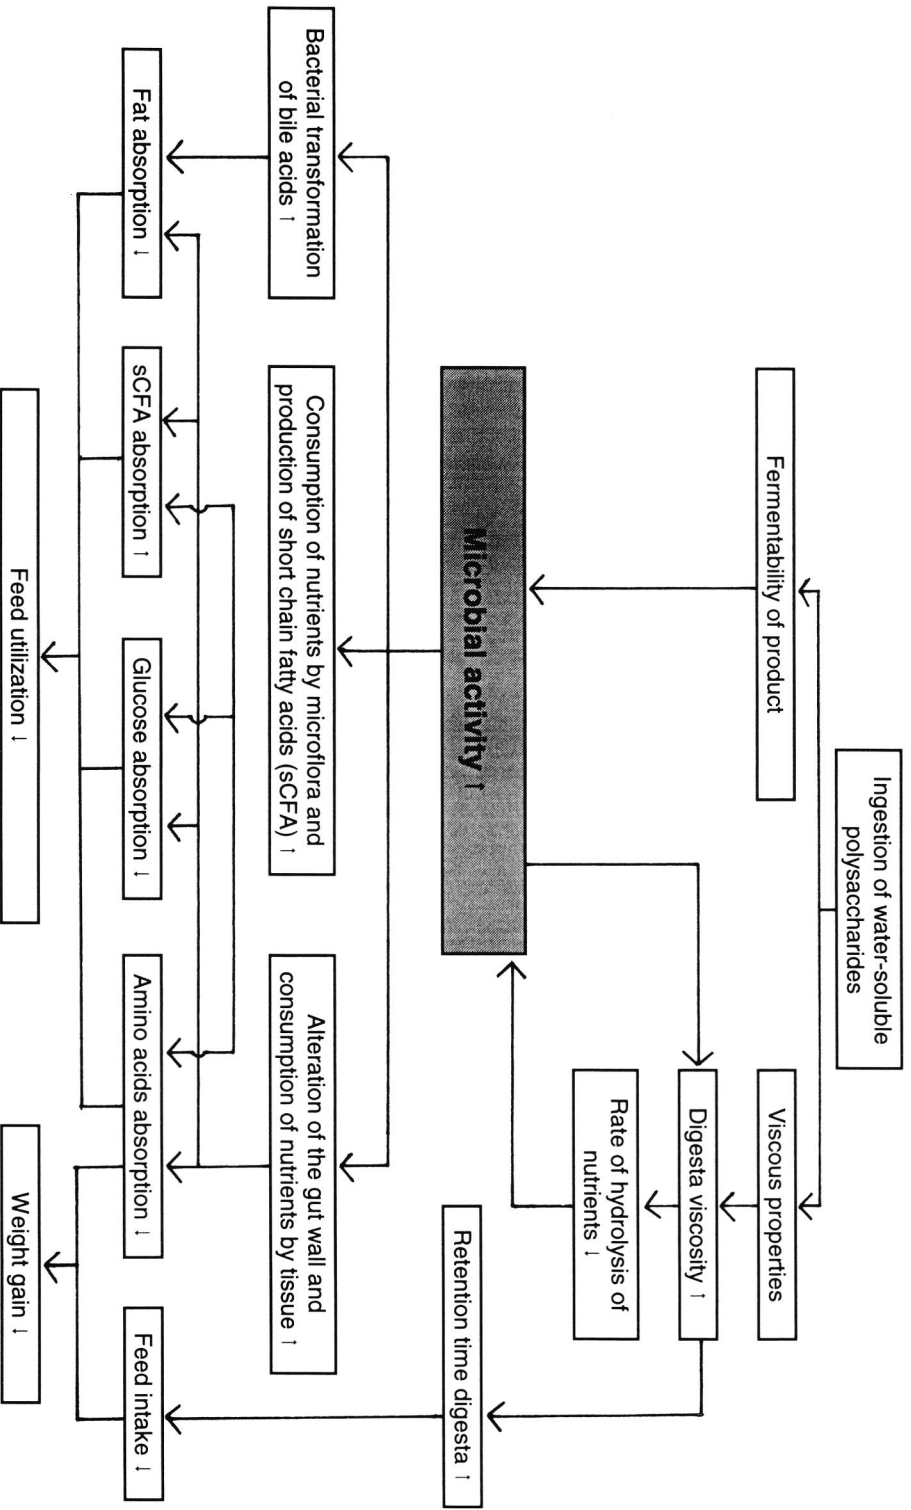 Ingestion of water-soluble
polysaccharides
Fermentability of product
Viscous properties
Digesta viscosity ↑
Rate of hydrolysis of
nutrients ↓
Microbial activity ↑
Retention time digesta ↑
Bacterial transformation
of bile acids ↑
Consumption of nutrients by microflora and
production of short chain fatty acids (sCFA) ↑
Alteration of the gut wall and
consumption of nutrients by tissue ↑
Fat absorption ↓
sCFA absorption ↑
Glucose absorption ↓
Amino acids absorption ↓
Feed intake ↓
Feed utilization ↓
Weight gain ↓